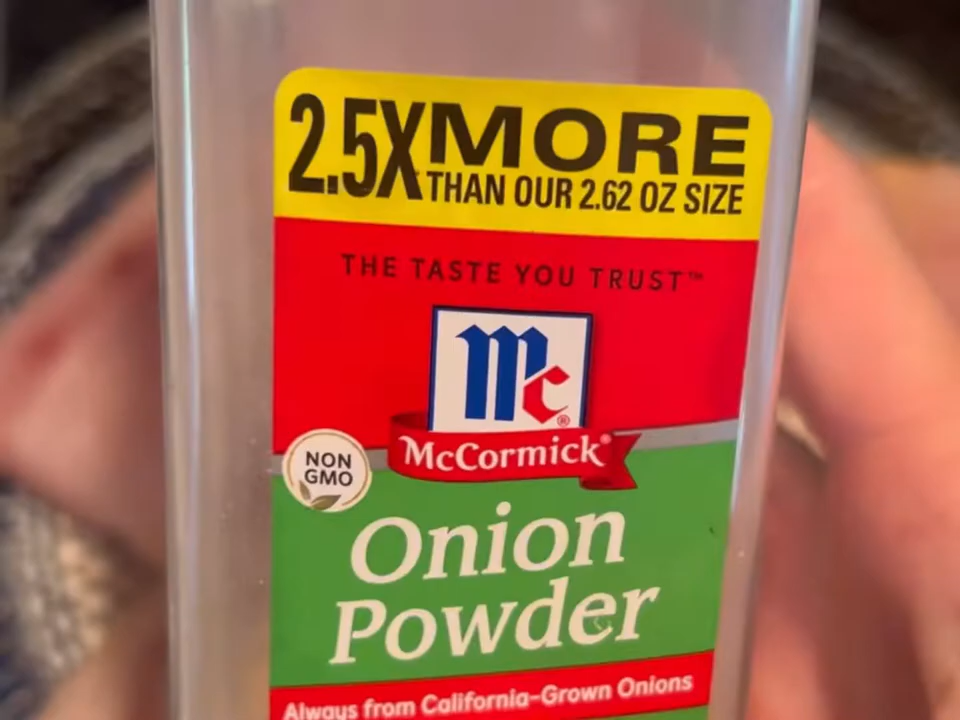 2.5X MORE
THAN OUR 2.62 OZ SIZE
THE TASTE YOU TRUST™
Mc®
McCormick®
NON
GMO
Onion
Powder
Always from California-Grown Onions